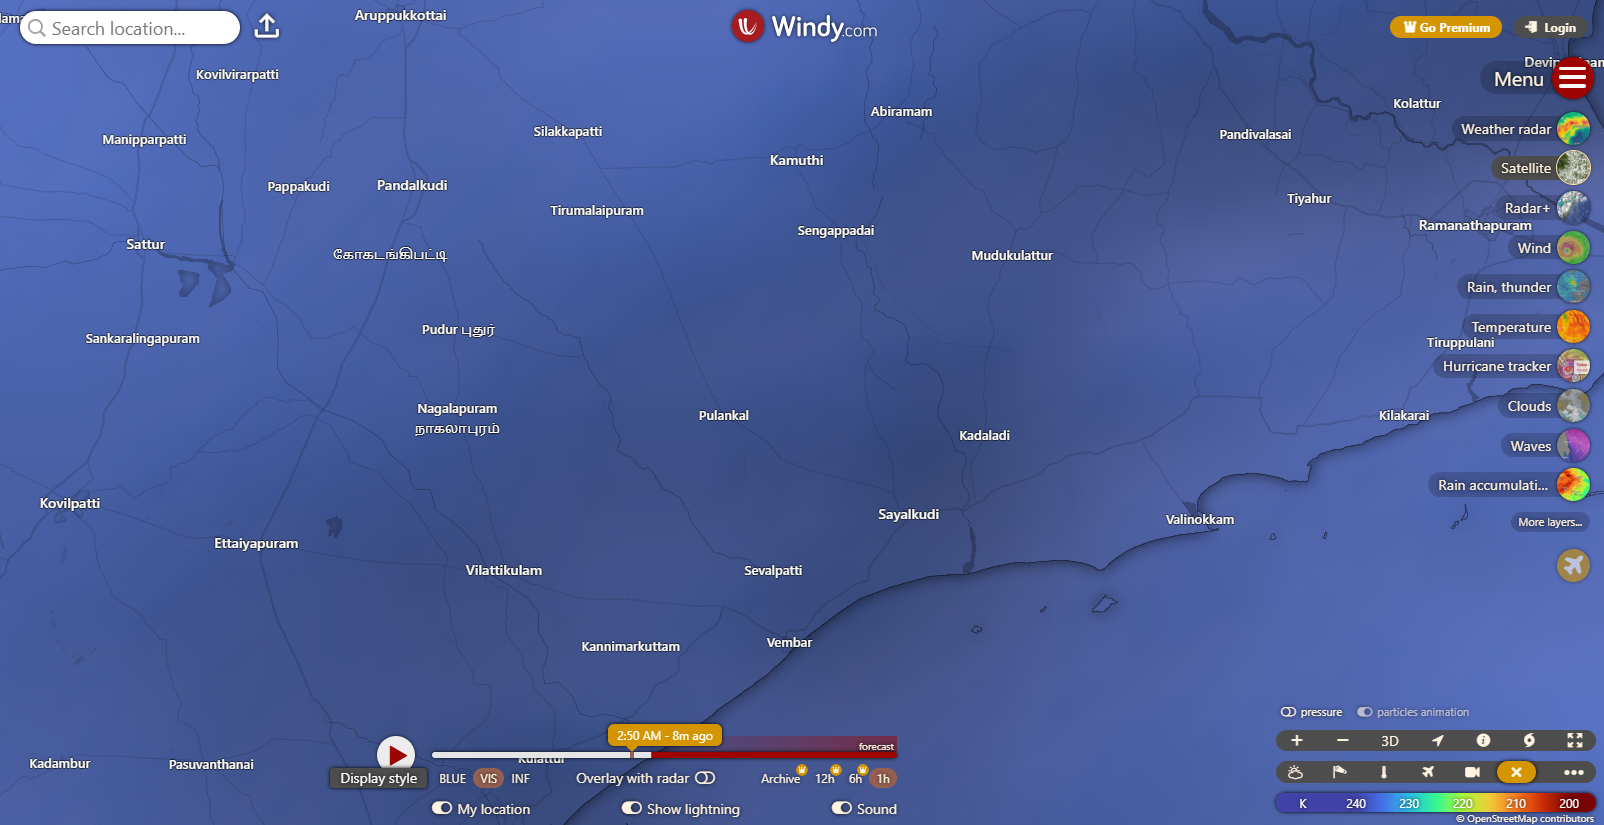 Aruppukkottai
Search location...
Windy.com
Go Premium
Login
Menu
Kovilvirarpatti
Kolattur
Abiramam
Silakkapatti
Weather radar
Pandivalasai
Manipparpatti
Kamuthi
Satellite
Pappakudi
Pandalkudi
Tiyahur
Radar+
Tirumalaipuram
Ramanathapuram
Sengappadai
Sattur
Wind
கோகடங்கிபட்டி
Mudukulattur
Rain, thunder
Temperature
Pudur புதுர்
Sankaralingapuram
Tiruppulani
Hurricane tracker
Clouds
Nagalapuram
நாகலாபுரம்
Pulankal
Kilakarai
Kadaladi
Waves
Rain accumulati...
Kovilpatti
Sayalkudi
Valinokkam
More layers...
Ettaiyapuram
Vilattikulam
Sevalpatti
Kannimarkuttam
Vembar
pressure
particles animation
2:50 AM - 8m ago
forecast
3D
Kulattur
Kadambur
Pasuvanthanai
Display style
BLUE VIS INF
Overlay with radar
Archive 12h 6h 1h
My location
Show lightning
Sound
K 240 230 220 210 200
© OpenStreetMap contributors